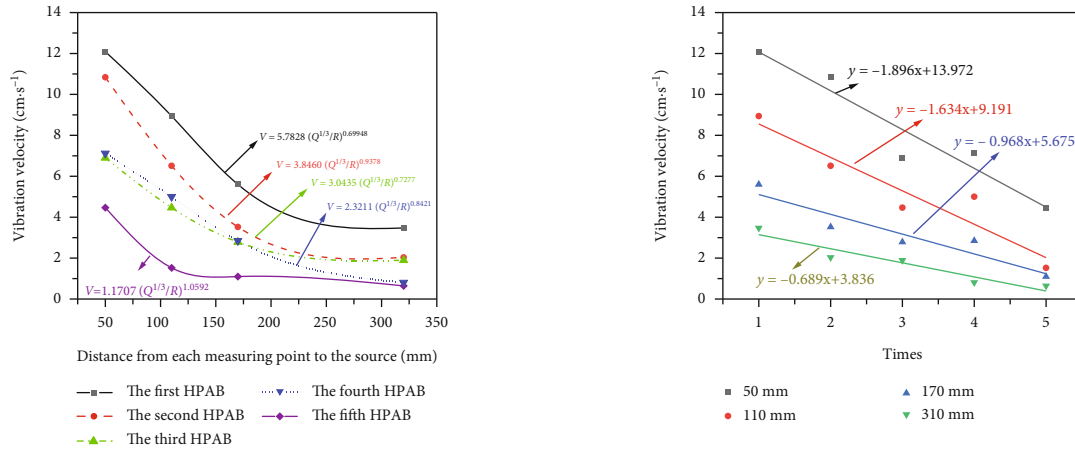 14
12
10
8
6
4
2
0
Vibration velocity (cm·s⁻¹)
V = 5.7828 (Q^1/3/R)^0.69948
V = 3.8460 (Q^1/3/R)^0.9378
V = 3.0435 (Q^1/3/R)^0.7277
V = 2.3211 (Q^1/3/R)^0.8421
V=1.1707 (Q^1/3/R)^1.0592
50 100 150 200 250 300 350
Distance from each measuring point to the source (mm)
The first HPAB
The second HPAB
The third HPAB
The fourth HPAB
The fifth HPAB
14
12
10
8
6
4
2
0
Vibration velocity (cm·s⁻¹)
y = –1.896x+13.972
y = –1.634x+9.191
y = – 0.968x+5.675
y = –0.689x+3.836
1 2 3 4 5
Times
50 mm
110 mm
170 mm
310 mm